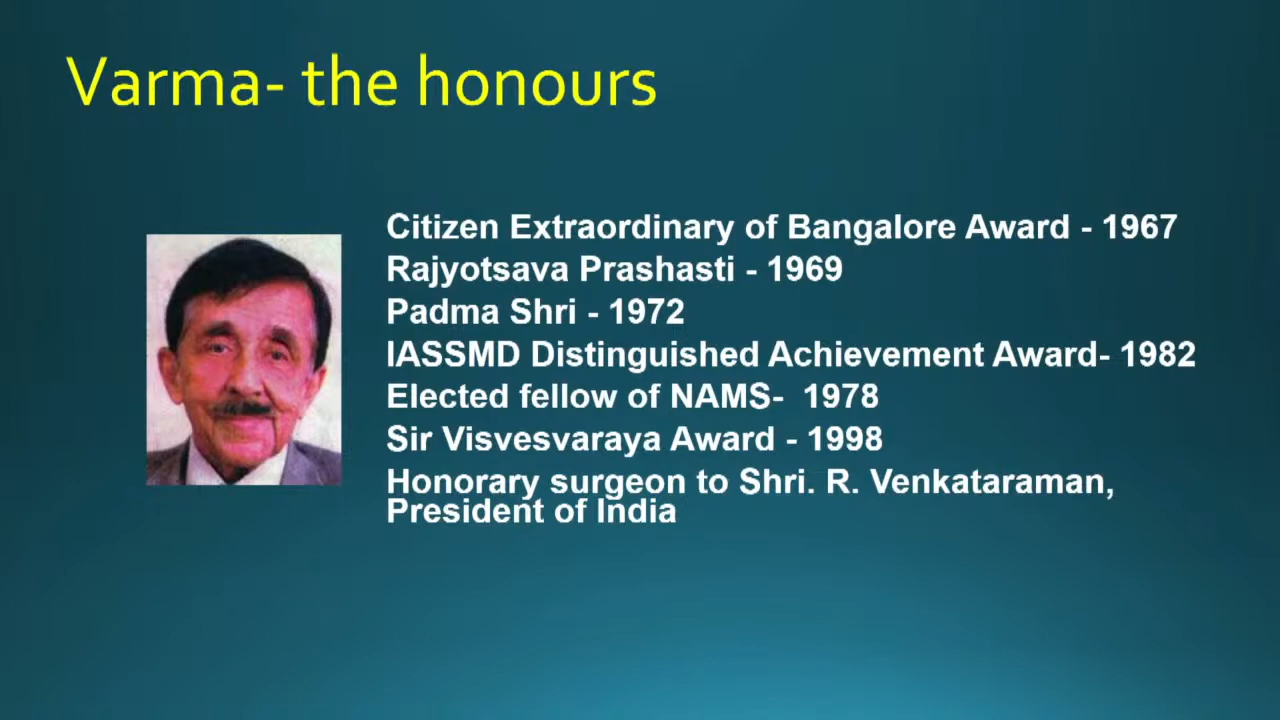 Varma- the honours
Citizen Extraordinary of Bangalore Award - 1967
Rajyotsava Prashasti - 1969
Padma Shri - 1972
IASSMD Distinguished Achievement Award- 1982
Elected fellow of NAMS-  1978
Sir Visvesvaraya Award - 1998
Honorary surgeon to Shri. R. Venkataraman,
President of India